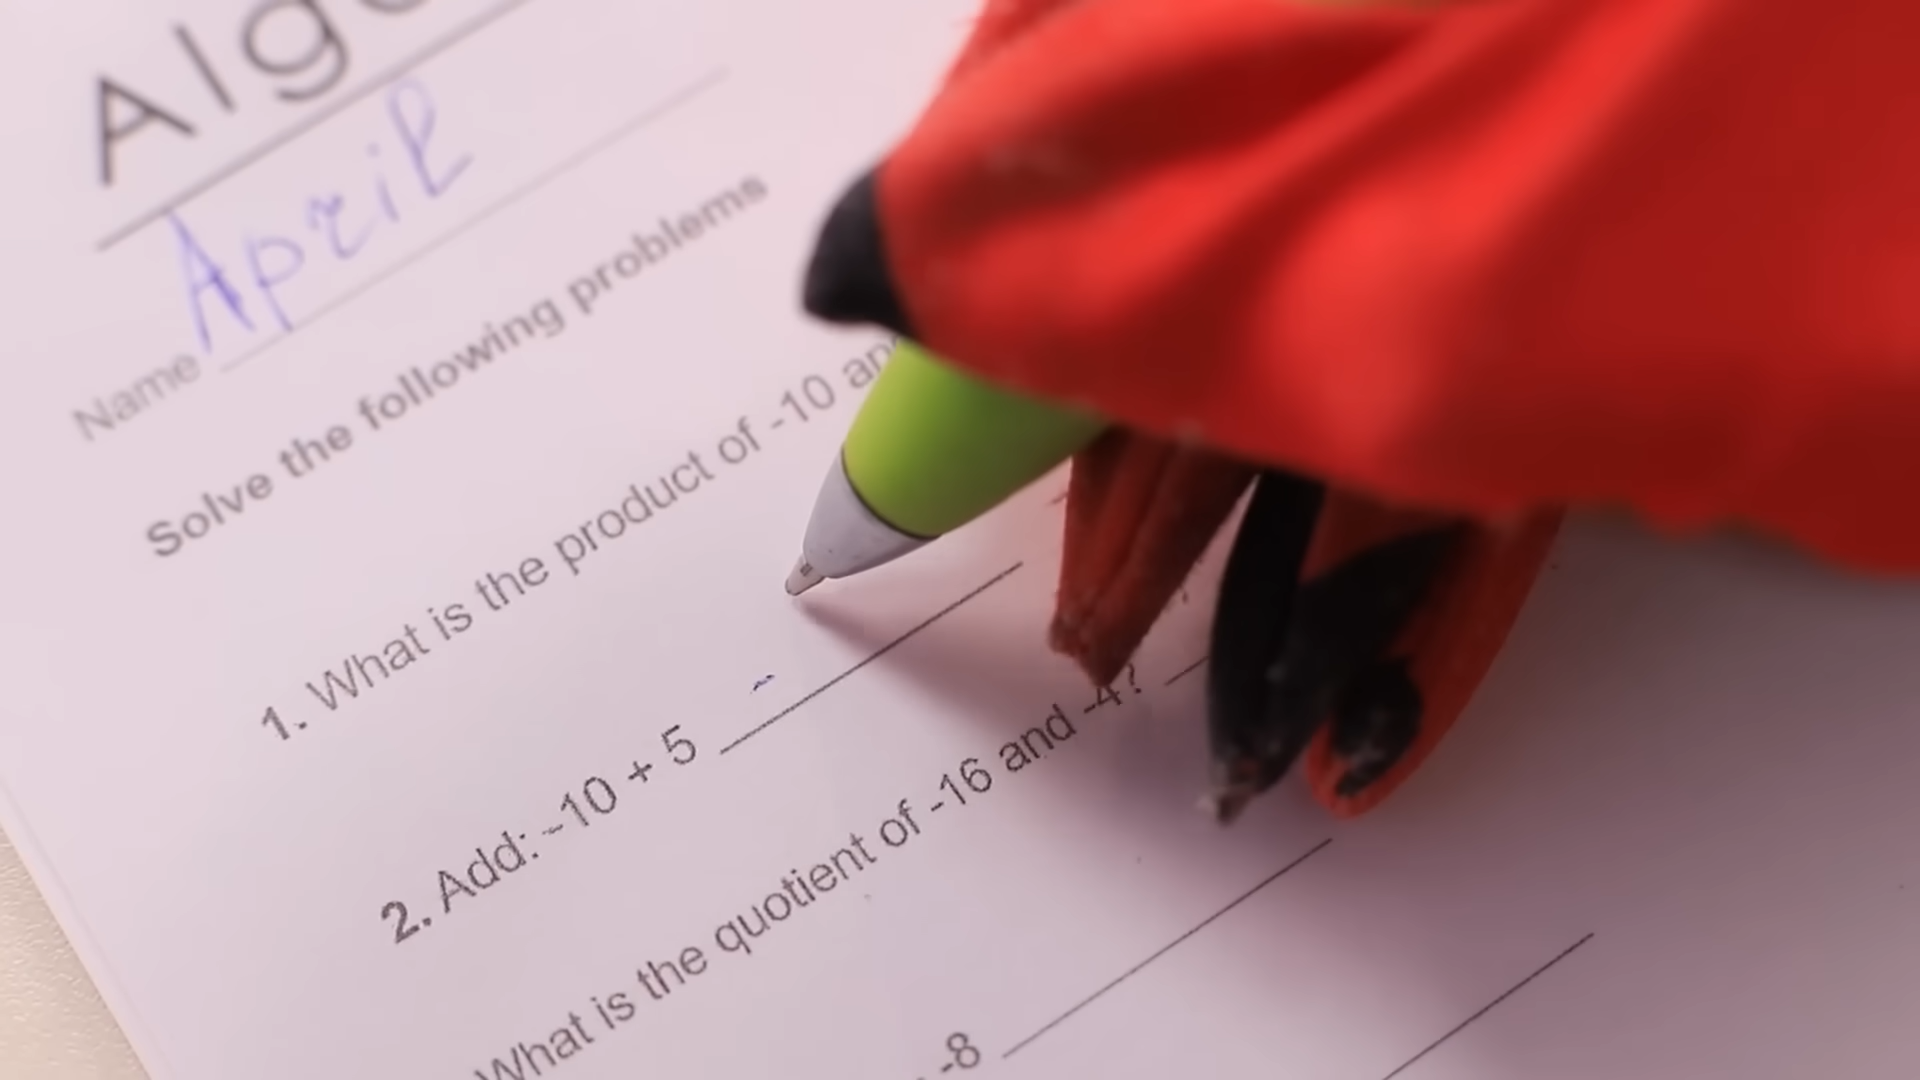 Alg
Name April
Solve the following problems
1. What is the product of -10 and
2. Add: -10 + 5
What is the quotient of -16 and -4?
-8